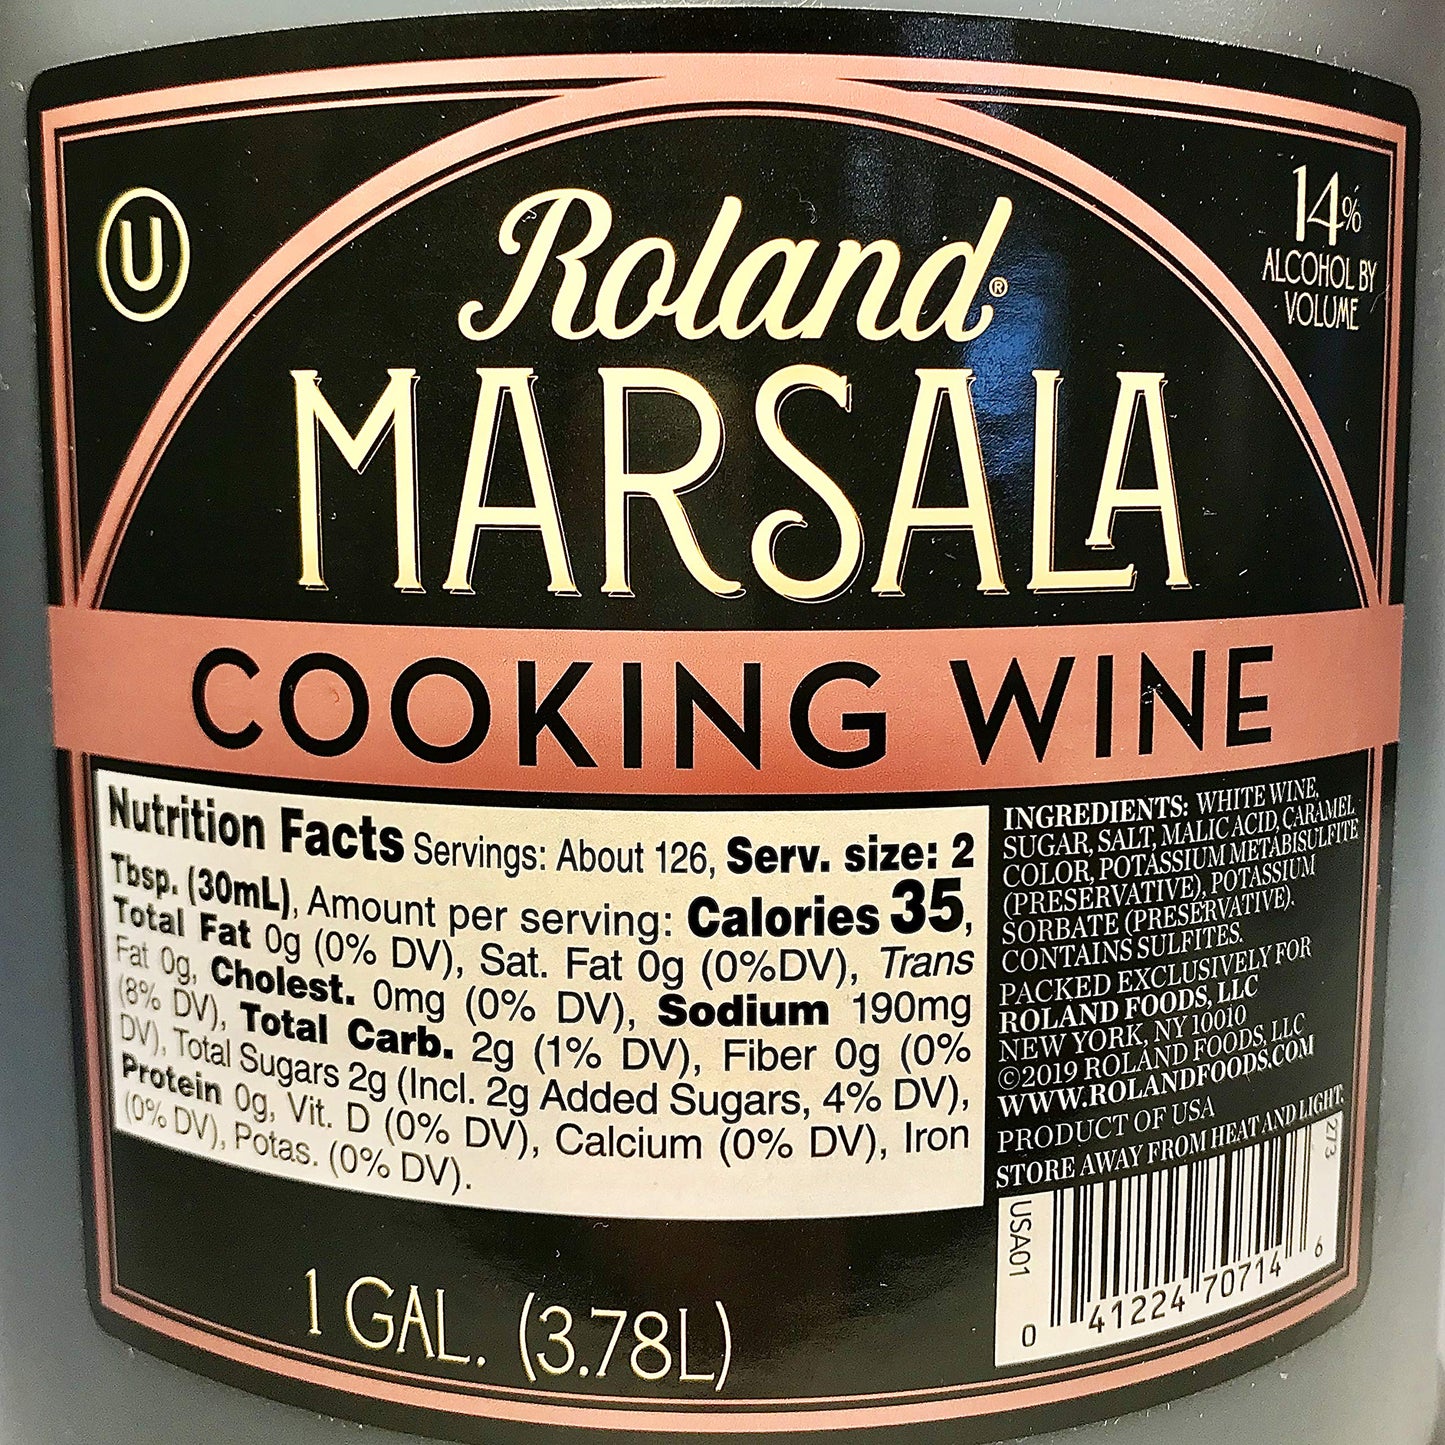 U
14%
ALCOHOL BY
VOLUME
Roland®
MARSALA
COOKING WINE
Nutrition Facts Servings: About 126, Serv. size: 2
Tbsp. (30mL), Amount per serving: Calories 35,
Total Fat 0g (0% DV), Sat. Fat 0g (0%DV), Trans
Fat 0g, Cholest. 0mg (0% DV), Sodium 190mg
(8% DV), Total Carb. 2g (1% DV), Fiber 0g (0%
DV), Total Sugars 2g (Incl. 2g Added Sugars, 4% DV),
Protein 0g, Vit. D (0% DV), Calcium (0% DV), Iron
(0% DV), Potas. (0% DV).
INGREDIENTS: WHITE WINE,
SUGAR, SALT, MALIC ACID, CARAMEL
COLOR, POTASSIUM METABISULFITE
(PRESERVATIVE), POTASSIUM
SORBATE (PRESERVATIVE).
CONTAINS SULFITES.
PACKED EXCLUSIVELY FOR
ROLAND FOODS, LLC
NEW YORK, NY 10010
©2019 ROLAND FOODS, LLC
WWW.ROLANDFOODS.COM
PRODUCT OF USA
STORE AWAY FROM HEAT AND LIGHT.
USA01
273
0 41224 70714 6
1 GAL. (3.78L)